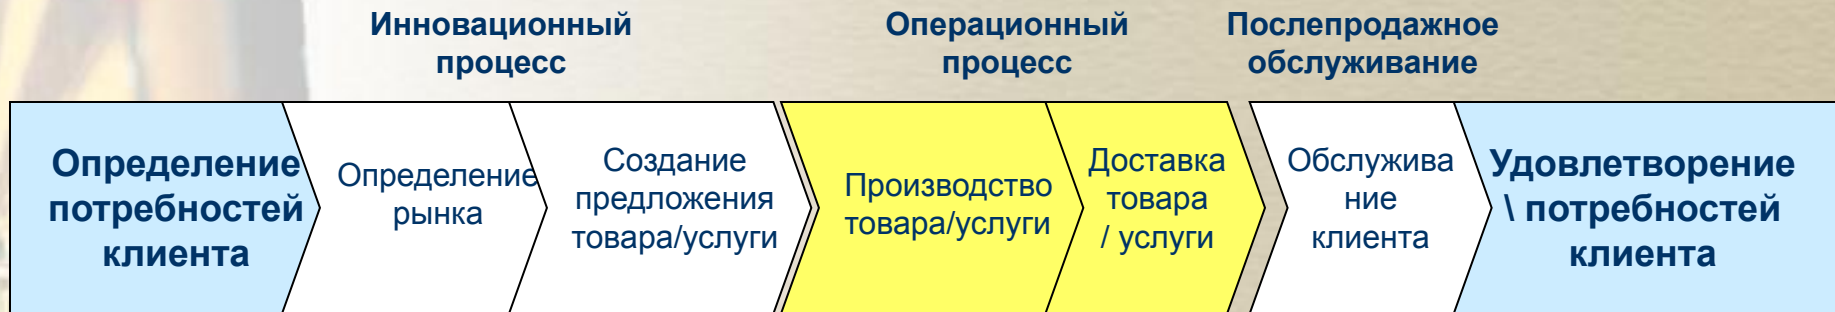 Инновационный
процесс
Операционный
процесс
Послепродажное
обслуживание
Определение
потребностей
клиента
Определение
рынка
Создание
предложения
товара/услуги
Производство
товара/услуги
Доставка
товара
/ услуги
Обслужива
ние
клиента
Удовлетворение
\ потребностей
клиента